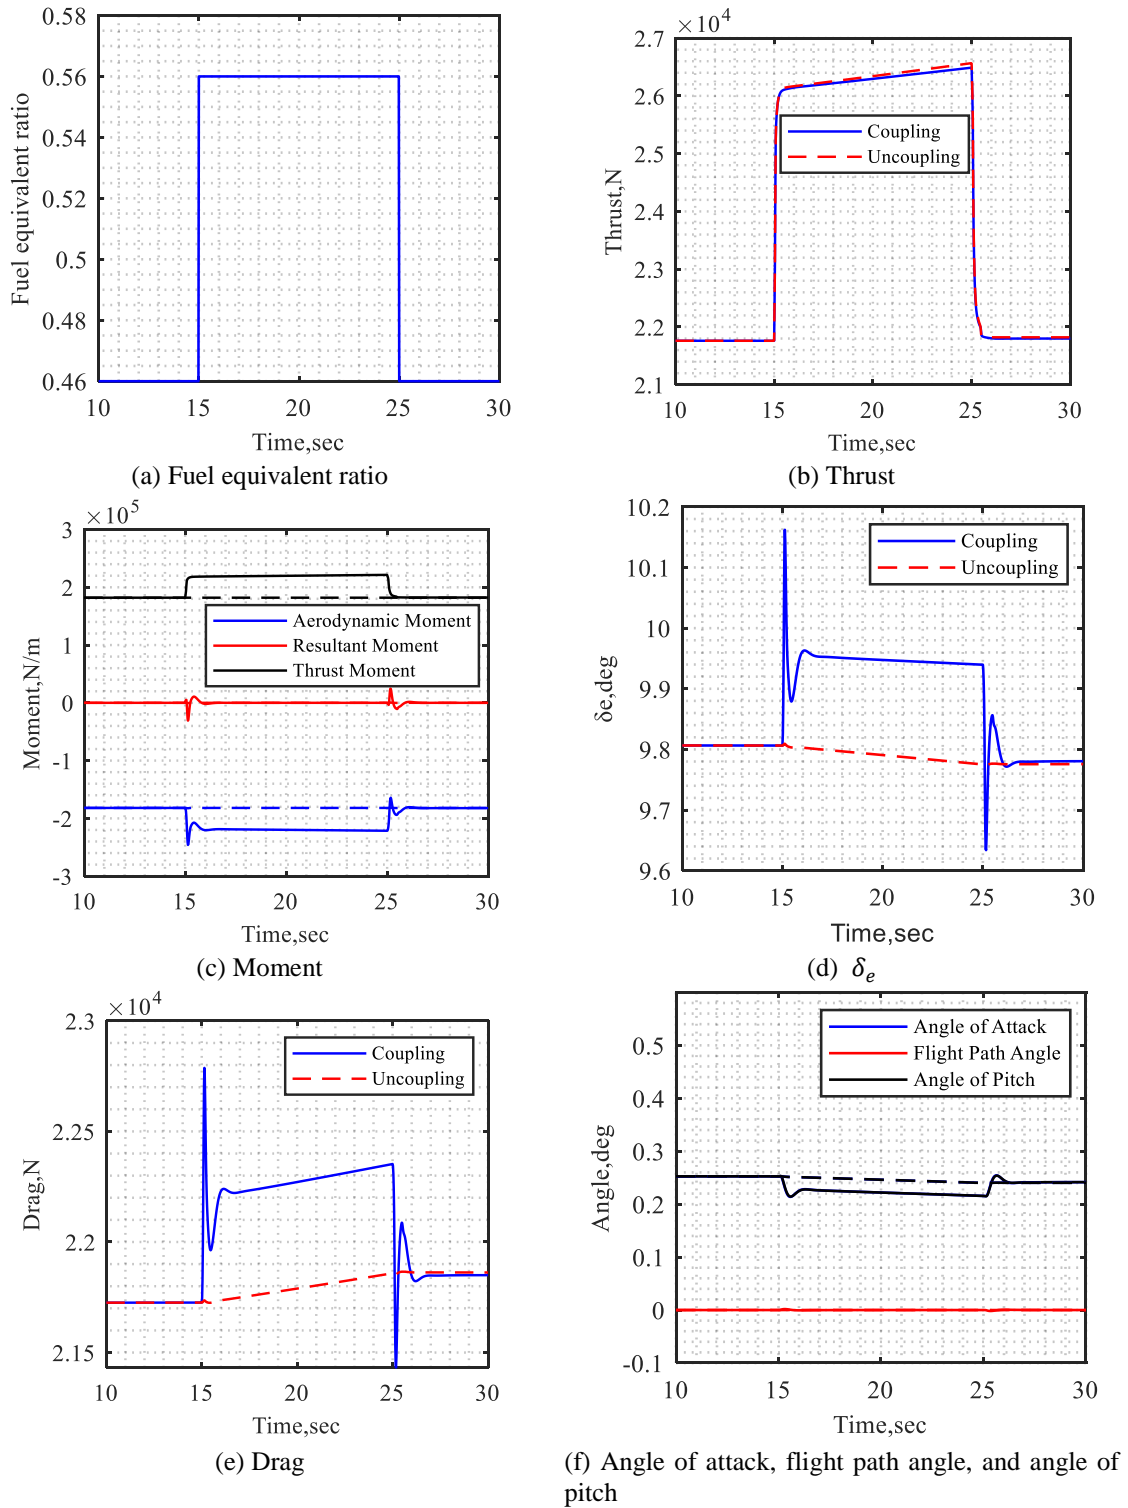 0.58
0.56
0.54
0.52
0.5
0.48
0.46
10 15 20 25 30
Fuel equivalent ratio
Time,sec
(a) Fuel equivalent ratio
×10⁴
2.7
2.6
2.5
2.4
2.3
2.2
2.1
10 15 20 25 30
Thrust,N
Coupling
Uncoupling
Time,sec
(b) Thrust
×10⁵
3
2
1
0
-1
-2
-3
10 15 20 25 30
Moment,N/m
Aerodynamic Moment
Resultant Moment
Thrust Moment
Time,sec
(c) Moment
10.2
10.1
10
9.9
9.8
9.7
9.6
10 15 20 25 30
δe,deg
Coupling
Uncoupling
Time,sec
(d) δₑ
×10⁴
2.3
2.25
2.2
2.15
10 15 20 25 30
Drag,N
Coupling
Uncoupling
Time,sec
(e) Drag
0.5
0.4
0.3
0.2
0.1
0
-0.1
10 15 20 25 30
Angle,deg
Angle of Attack
Flight Path Angle
Angle of Pitch
Time,sec
(f) Angle of attack, flight path angle, and angle of
pitch